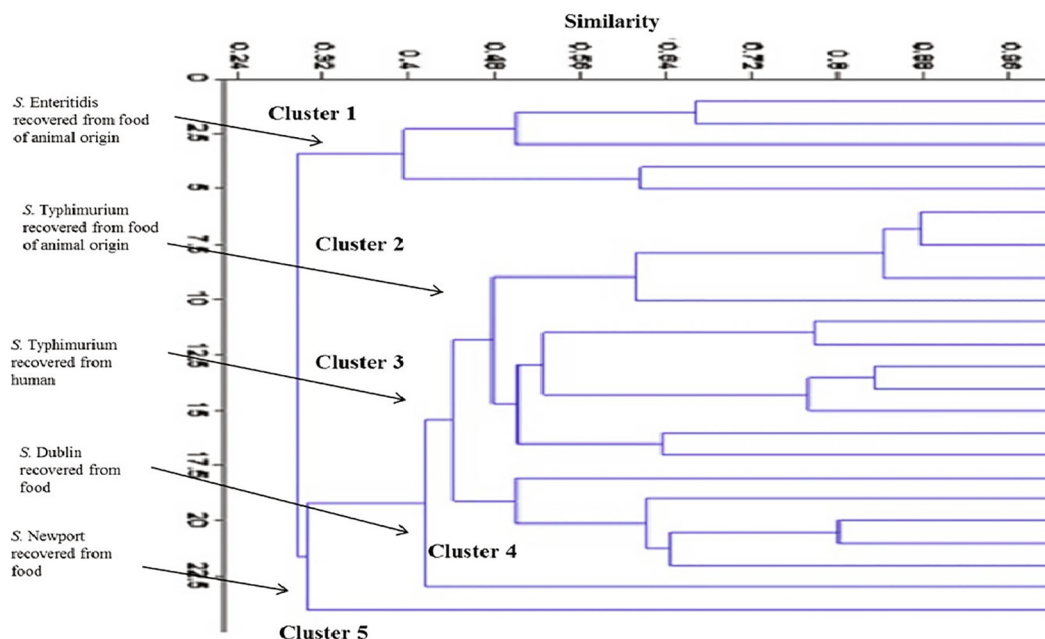 Similarity
0.24 0.32 0.4 0.48 0.56 0.64 0.72 0.8 0.88 0.96
0
S. Enteritidis
recovered from food
of animal origin
Cluster 1
2.5
5
S. Typhimurium
recovered from food
of animal origin
Cluster 2
7.5
10
S. Typhimurium
recovered from
human
Cluster 3
12.5
15
S. Dublin
recovered from
food
17.5
20
Cluster 4
S. Newport
recovered from
food
22.5
Cluster 5